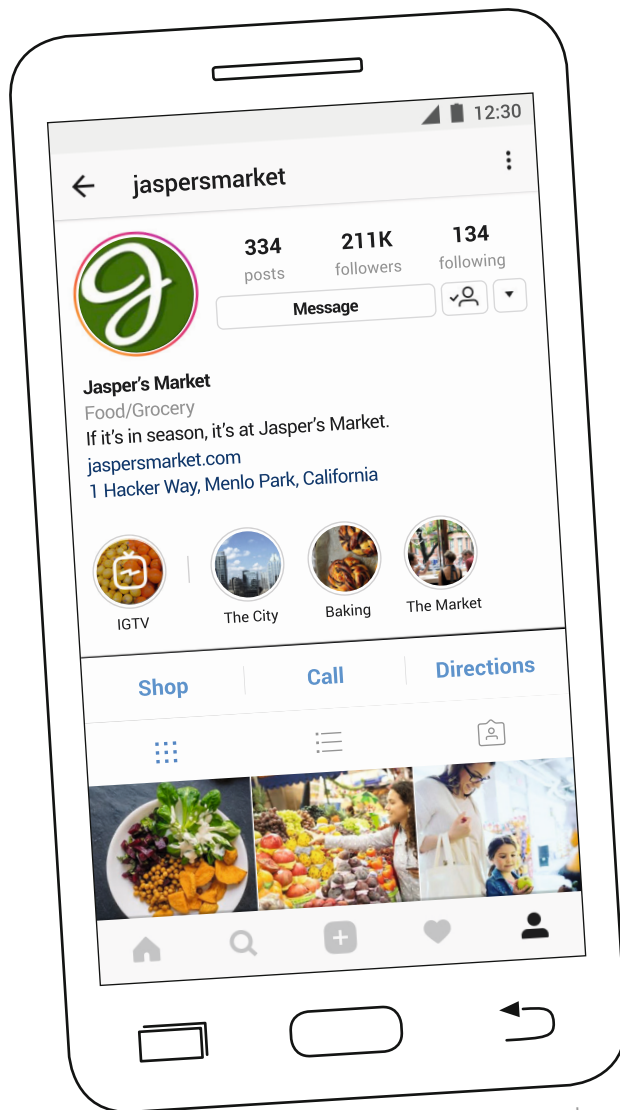 12:30
jaspersmarket
334 211K 134
posts followers following
Message
Jasper's Market
Food/Grocery
If it's in season, it's at Jasper's Market.
jaspersmarket.com
1 Hacker Way, Menlo Park, California
IGTV The City Baking The Market
Shop Call Directions